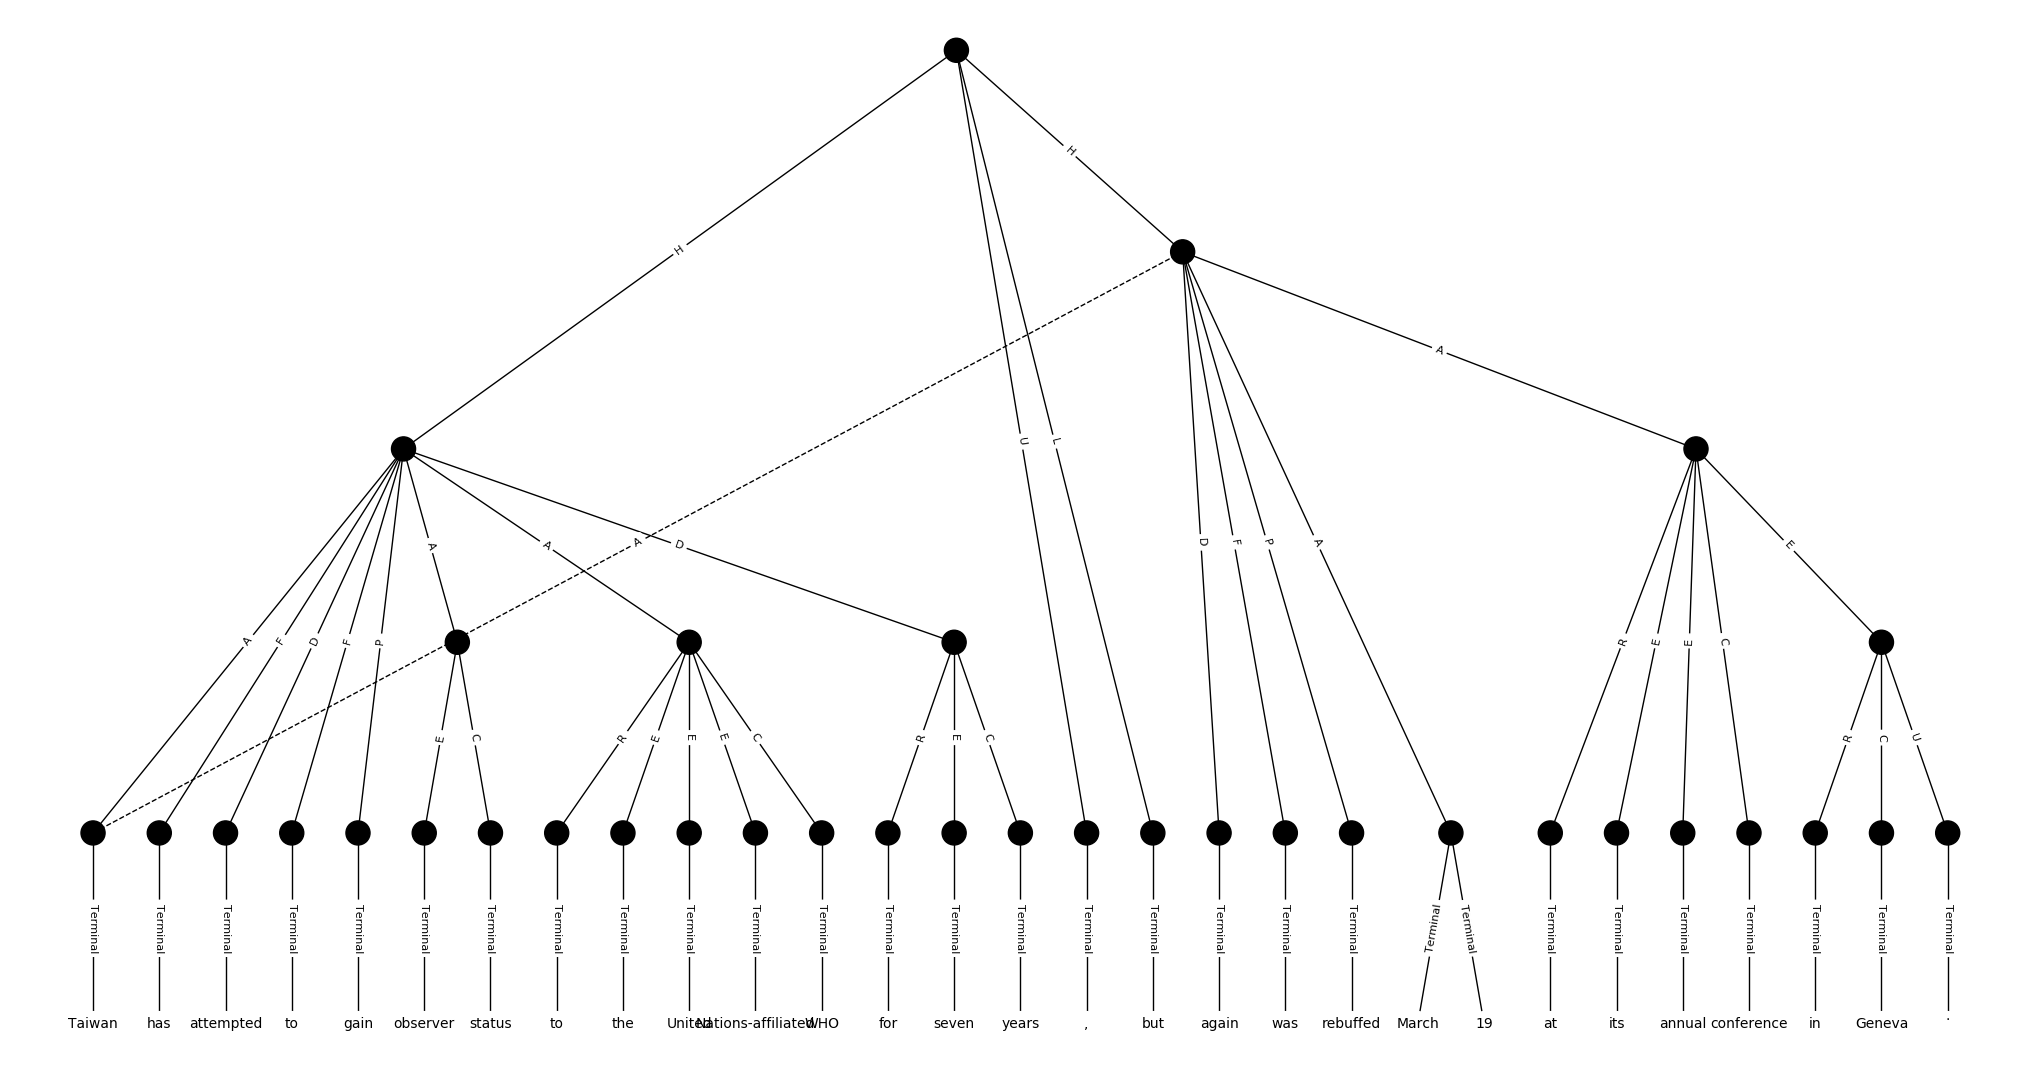 H
H
U L
A
A A A D
D F P A
E
A F D F P
R E E C
E C
R E E E C
R E C
R C U
Terminal Terminal Terminal Terminal Terminal Terminal Terminal Terminal Terminal Terminal Terminal Terminal Terminal Terminal Terminal Terminal Terminal Terminal Terminal Terminal Terminal Terminal Terminal Terminal Terminal Terminal Terminal Terminal Terminal
Taiwan has attempted to gain observer status to the United Nations-affiliated WHO for seven years , but again was rebuffed March 19 at its annual conference in Geneva .